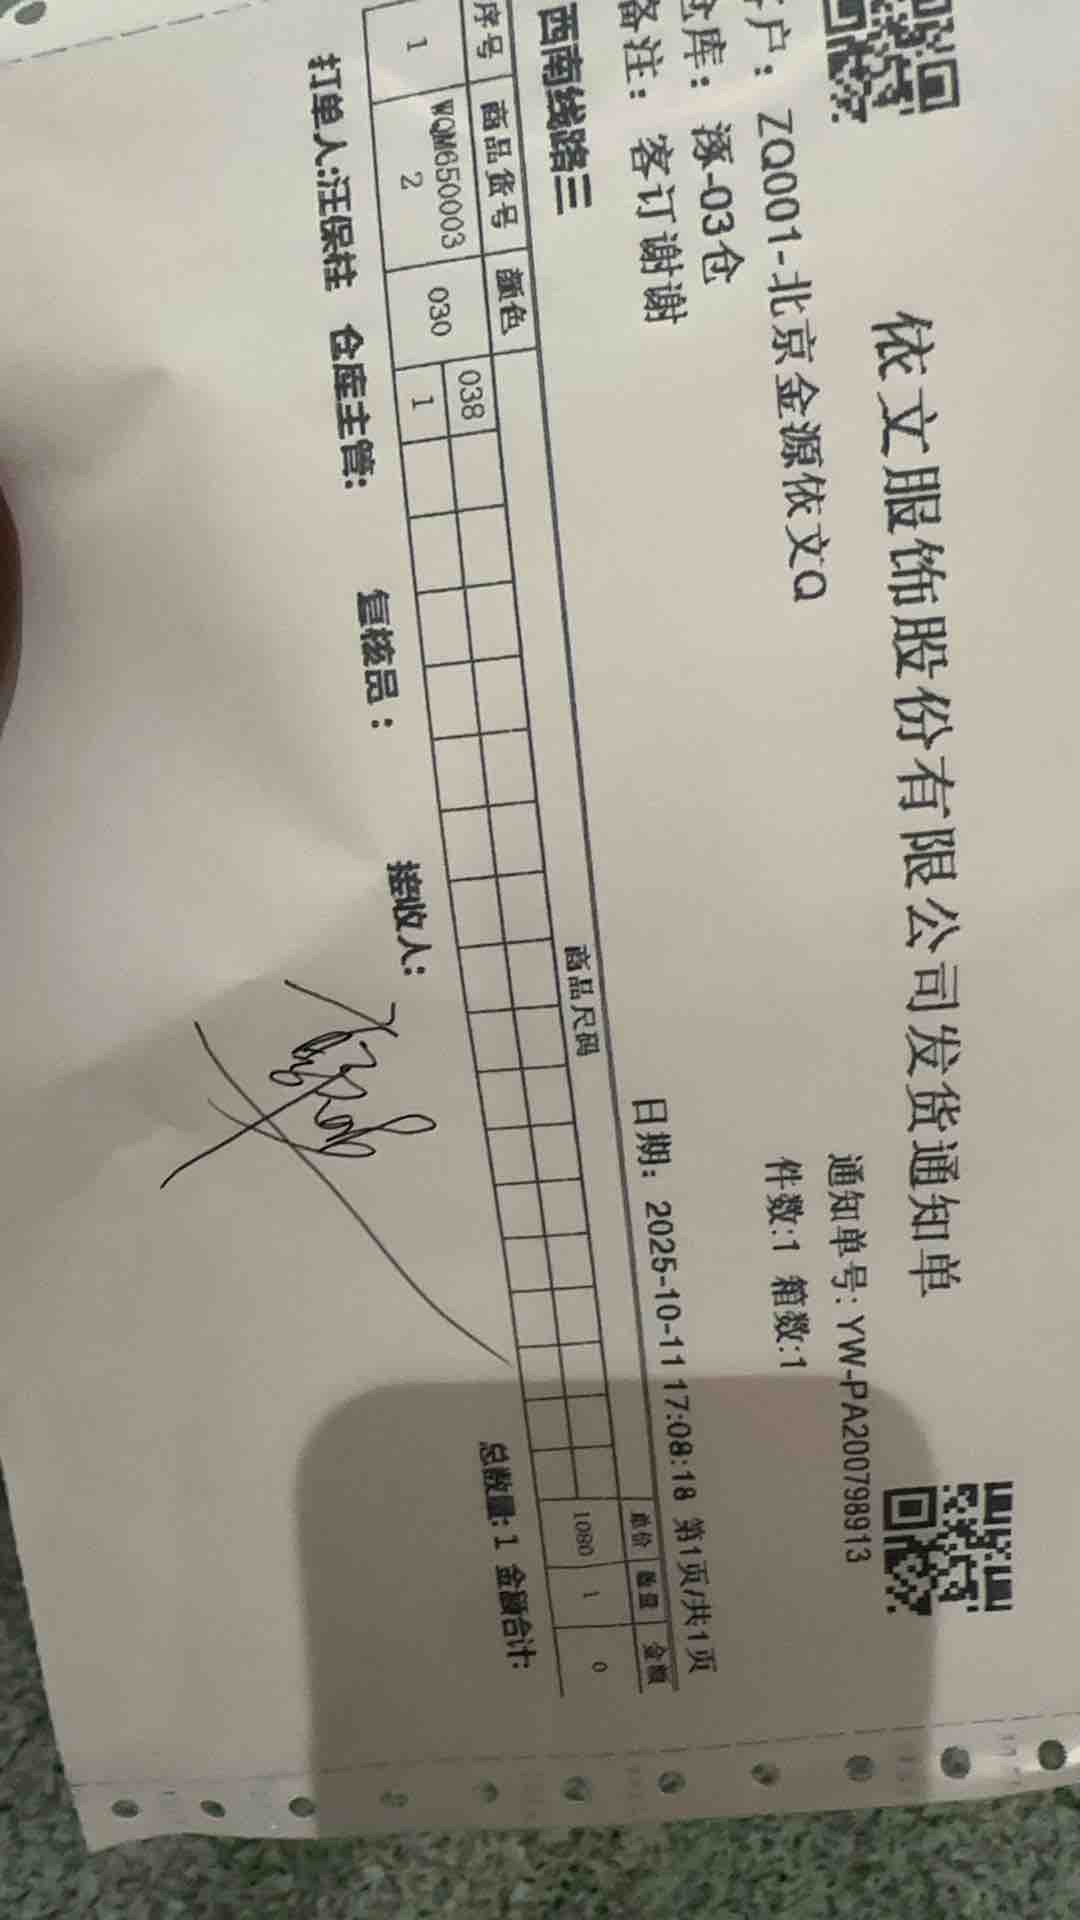 依文服饰股份有限公司发货通知单
通知单号: YW-PA200798913
户: ZQ001-北京金源依文Q
件数:1 箱数:1
仓库: 涿-03仓
备注: 客订谢谢
日期: 2025-10-11 17:08:18 第1页/共1页
西南线路三
序号 商品货号 颜色 商品尺码 单价 数量 金额
038
1 WQM650003 2 030 1 1080 1 0
总数量: 1 金额合计:
打单人:汪保柱 仓库主管: 复核员: 接收人: